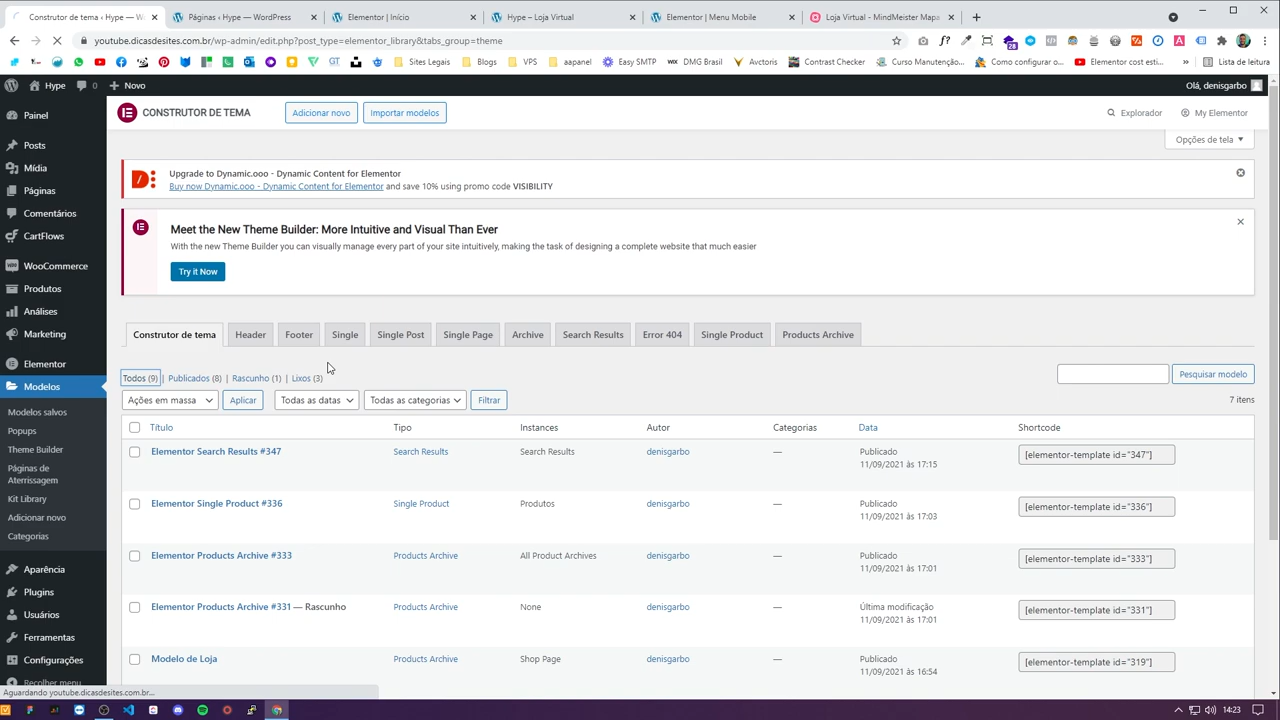 Construtor de tema ‹ Hype — Wo
Páginas ‹ Hype — WordPress
Elementor | Início
Hype – Loja Virtual
Elementor | Menu Mobile
Loja Virtual - MindMeister Mapa
youtube.dicasdesites.com.br/wp-admin/edit.php?post_type=elementor_library&tabs_group=theme
28
Sites Legais
Blogs
VPS
aapanel
Easy SMTP
WIX
DMG Brasil
Avctoris
Contrast Checker
Curso Manutenção...
Como configurar o...
Elementor cost esti...
Lista de leitura
Hype
0
Novo
Olá, denisgarbo
Painel
Posts
Mídia
Páginas
Comentários
CartFlows
WooCommerce
Produtos
Análises
Marketing
Elementor
Modelos
Modelos salvos
Popups
Theme Builder
Páginas de
Aterrissagem
Kit Library
Adicionar novo
Categorias
Aparência
Plugins
Usuários
Ferramentas
Configurações
Recolher menu
CONSTRUTOR DE TEMA
Adicionar novo
Importar modelos
Explorador
My Elementor
Opções de tela
Upgrade to Dynamic.ooo - Dynamic Content for Elementor
Buy now Dynamic.ooo - Dynamic Content for Elementor and save 10% using promo code VISIBILITY
Meet the New Theme Builder: More Intuitive and Visual Than Ever
With the new Theme Builder you can visually manage every part of your site intuitively, making the task of designing a complete website that much easier
Try it Now
Construtor de tema
Header
Footer
Single
Single Post
Single Page
Archive
Search Results
Error 404
Single Product
Products Archive
Todos (9) | Publicados (8) | Rascunho (1) | Lixos (3)
Pesquisar modelo
Ações em massa
Aplicar
Todas as datas
Todas as categorias
Filtrar
7 itens
Título
Tipo
Instances
Autor
Categorias
Data
Shortcode
Elementor Search Results #347
Search Results
Search Results
denisgarbo
—
Publicado
11/09/2021 às 17:15
[elementor-template id="347"]
Elementor Single Product #336
Single Product
Produtos
denisgarbo
—
Publicado
11/09/2021 às 17:03
[elementor-template id="336"]
Elementor Products Archive #333
Products Archive
All Product Archives
denisgarbo
—
Publicado
11/09/2021 às 17:01
[elementor-template id="333"]
Elementor Products Archive #331 — Rascunho
Products Archive
None
denisgarbo
—
Última modificação
11/09/2021 às 17:01
[elementor-template id="331"]
Modelo de Loja
Products Archive
Shop Page
denisgarbo
—
Publicado
11/09/2021 às 16:54
[elementor-template id="319"]
Aguardando youtube.dicasdesites.com.br...
14:23